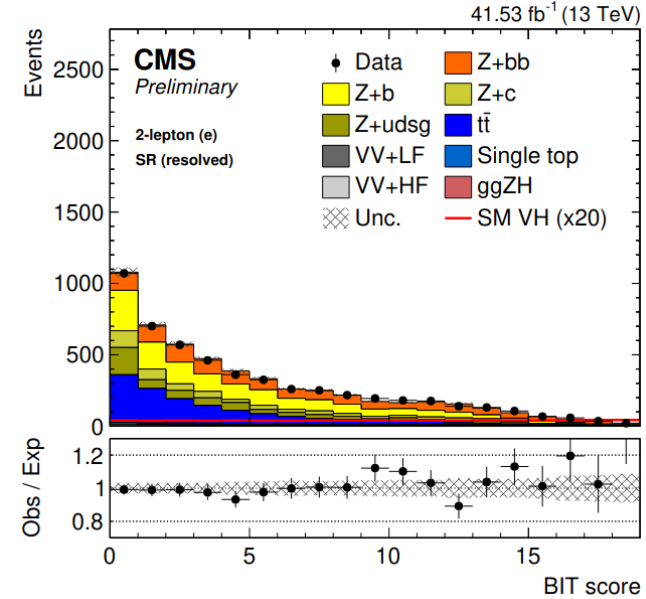 41.53 fb⁻¹ (13 TeV)
Events
2500
2000
1500
1000
500
0
CMS
Preliminary
2-lepton (e)
SR (resolved)
Data
Z+bb
Z+b
Z+c
Z+udsg
tt̄
VV+LF
Single top
VV+HF
ggZH
Unc.
SM VH (x20)
Obs / Exp
1.2
1
0.8
0 5 10 15
BIT score